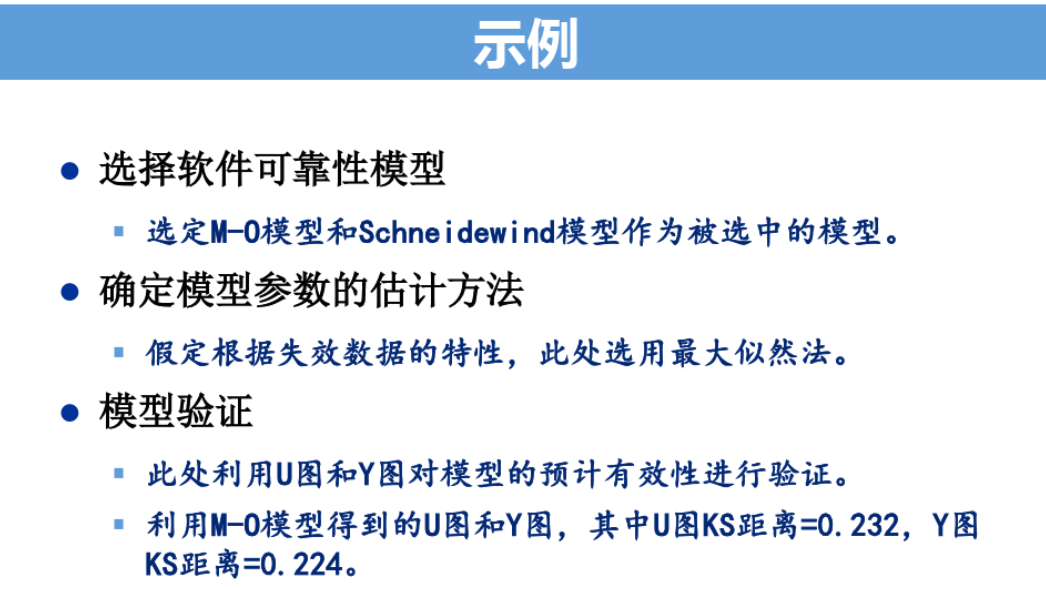 示例
选择软件可靠性模型
选定M-O模型和Schneidewind模型作为被选中的模型。
确定模型参数的估计方法
假定根据失效数据的特性，此处选用最大似然法。
模型验证
此处利用U图和Y图对模型的预计有效性进行验证。
利用M-O模型得到的U图和Y图，其中U图KS距离=0.232，Y图
KS距离=0.224。